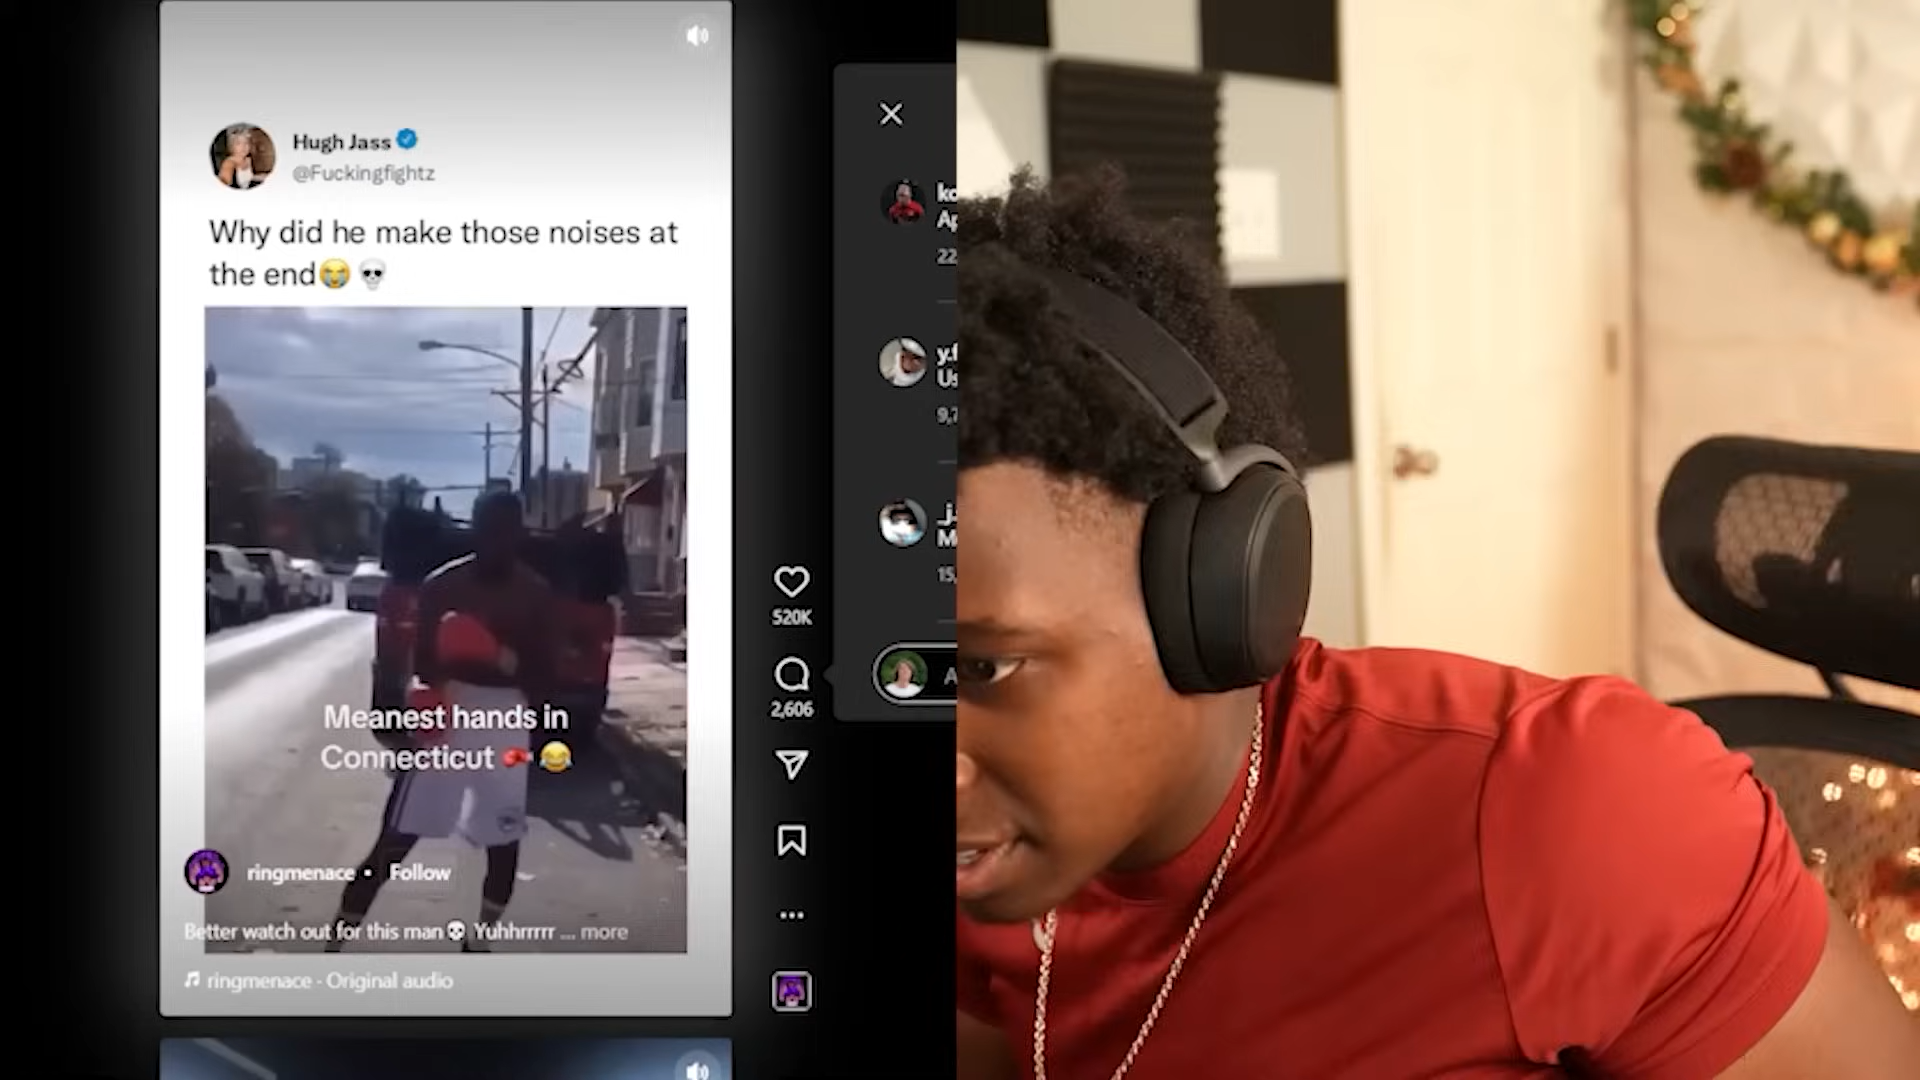 Hugh Jass
@Fuckingfightz
Why did he make those noises at
the end😭💀
Meanest hands in
Connecticut 🥊😂
ringmenace • Follow
Better watch out for this man💀 Yuhhrrrrr ... more
ringmenace · Original audio
520K
2,606